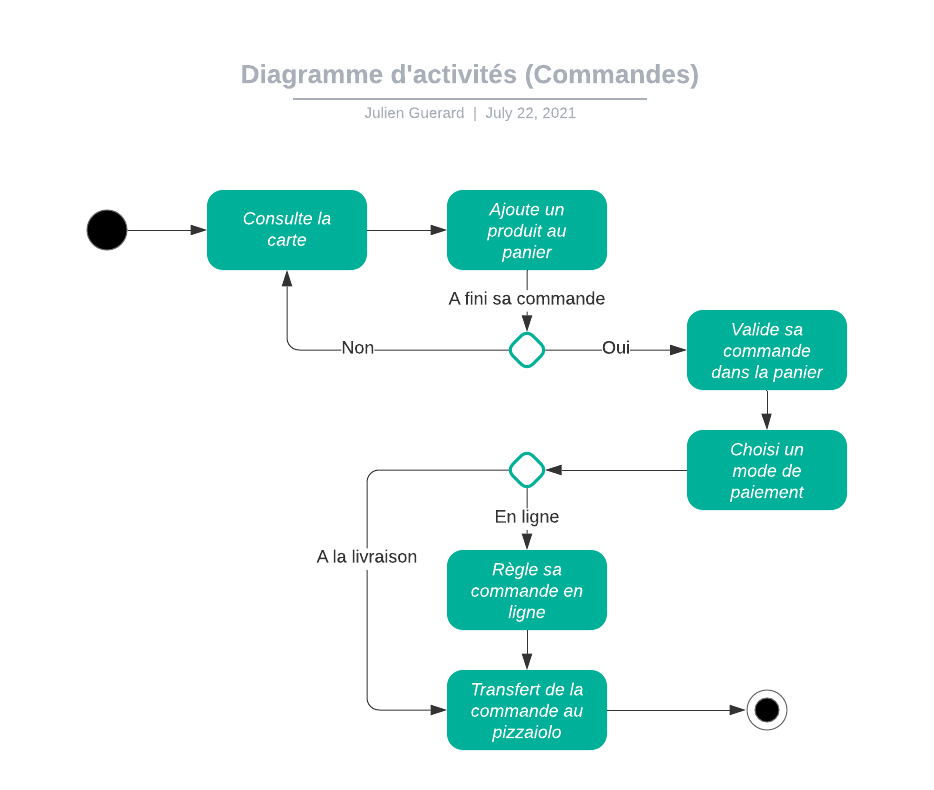 Diagramme d'activités (Commandes)
Julien Guerard | July 22, 2021
Consulte la
carte
Ajoute un
produit au
panier
A fini sa commande
Non
Oui
Valide sa
commande
dans la panier
Choisi un
mode de
paiement
En ligne
A la livraison
Règle sa
commande en
ligne
Transfert de la
commande au
pizzaiolo